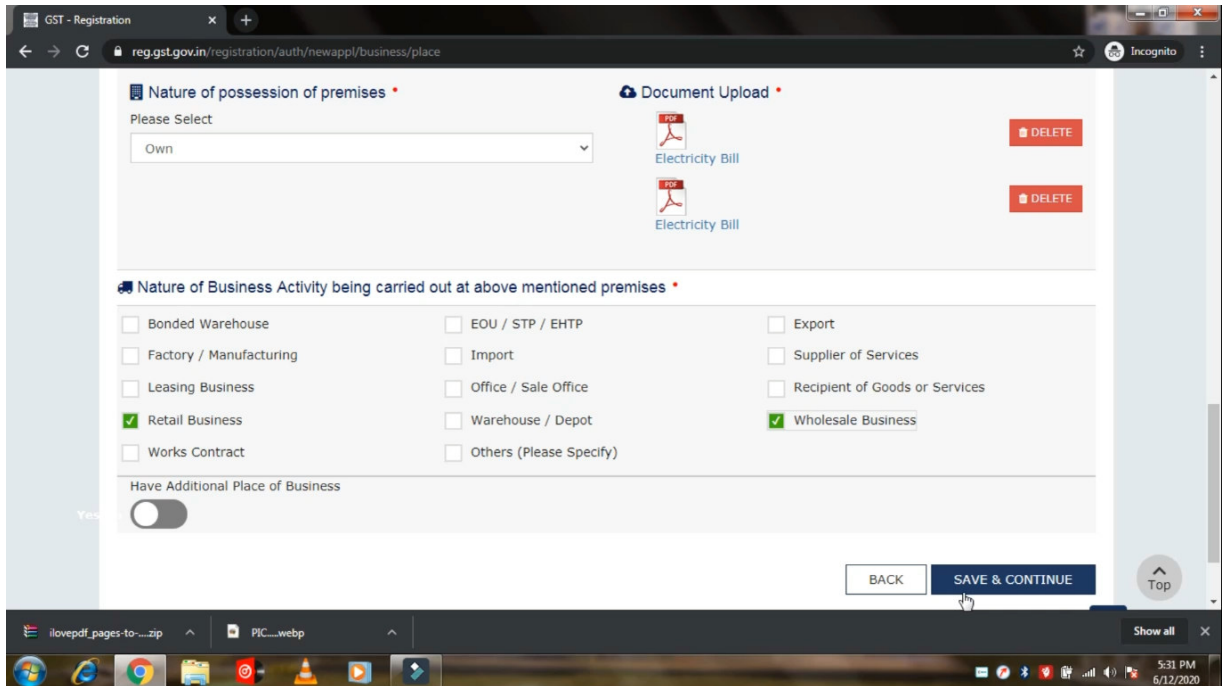 GST - Registration
reg.gst.gov.in/registration/auth/newappl/business/place
Incognito
Nature of possession of premises •
Document Upload •
Please Select
Own
PDF
Electricity Bill
DELETE
PDF
Electricity Bill
DELETE
Nature of Business Activity being carried out at above mentioned premises •
Bonded Warehouse
EOU / STP / EHTP
Export
Factory / Manufacturing
Import
Supplier of Services
Leasing Business
Office / Sale Office
Recipient of Goods or Services
Retail Business
Warehouse / Depot
Wholesale Business
Works Contract
Others (Please Specify)
Have Additional Place of Business
Yes
BACK
SAVE & CONTINUE
Top
ilovepdf_pages-to-....zip
PIC....webp
Show all
5:31 PM
6/12/2020